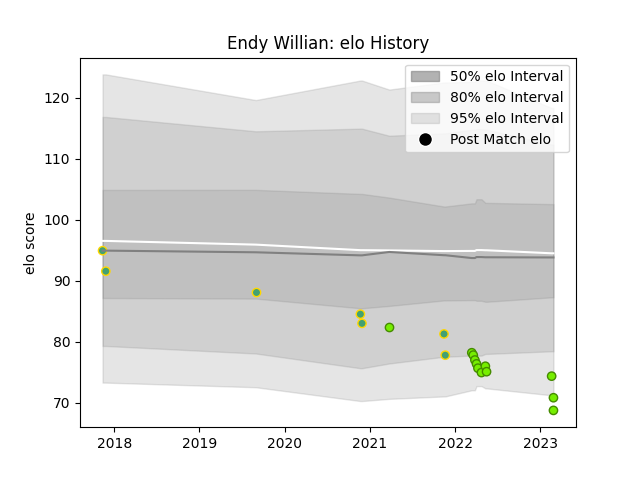 Endy Willian: elo History
50% elo Interval
80% elo Interval
95% elo Interval
Post Match elo
elo score
120
110
100
90
80
70
2018 2019 2020 2021 2022 2023